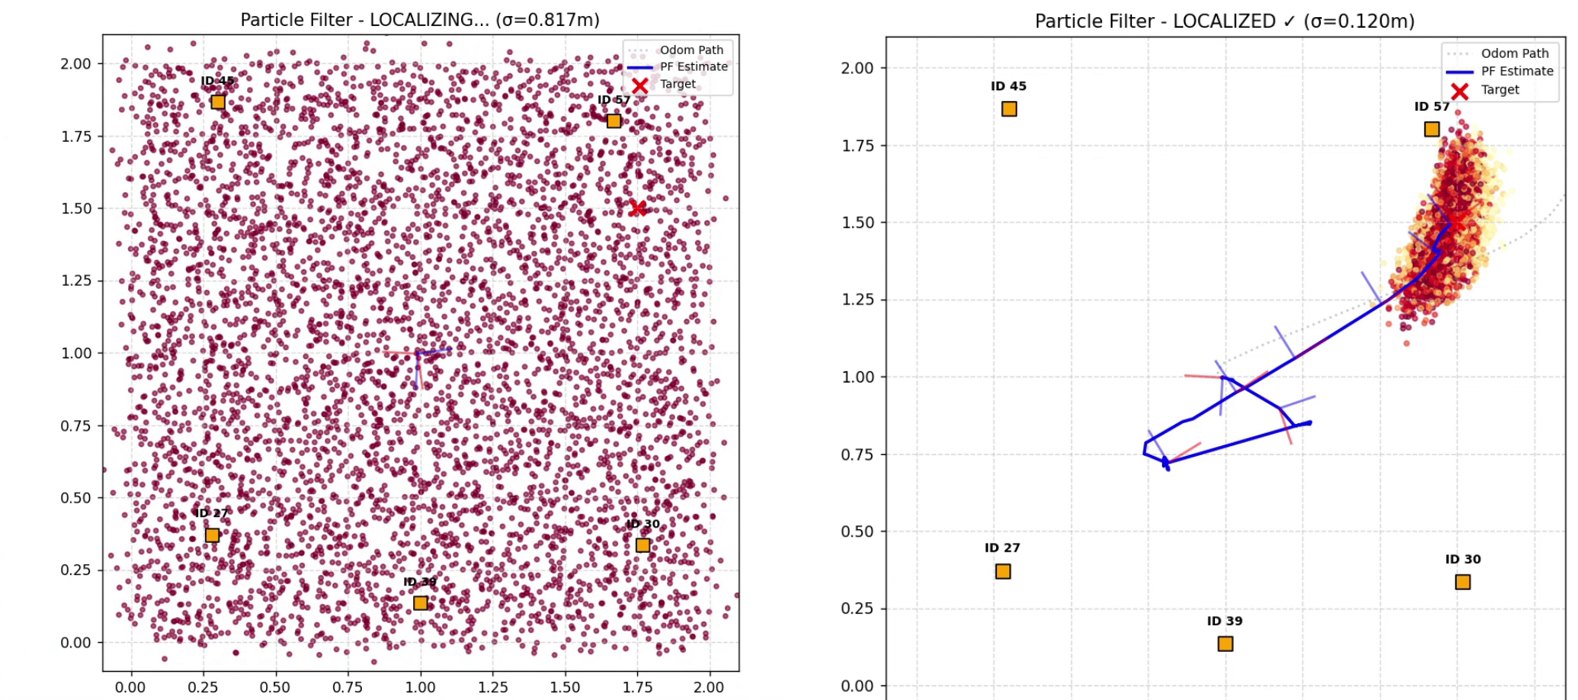 Particle Filter - LOCALIZING... (σ=0.817m)
Odom Path
PF Estimate
Target
ID 45
ID 57
ID 27
ID 30
ID 39
2.00
1.75
1.50
1.25
1.00
0.75
0.50
0.25
0.00
0.00 0.25 0.50 0.75 1.00 1.25 1.50 1.75 2.00
Particle Filter - LOCALIZED ✓ (σ=0.120m)
Odom Path
PF Estimate
Target
ID 45
ID 57
ID 27
ID 30
ID 39
2.00
1.75
1.50
1.25
1.00
0.75
0.50
0.25
0.00